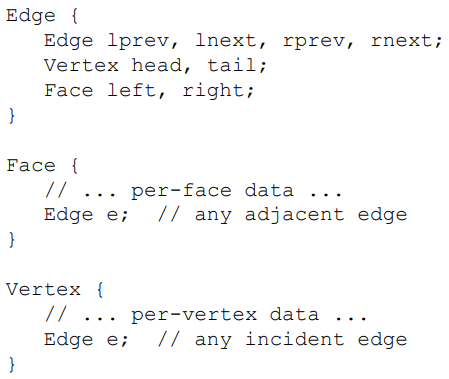 Edge {
Edge lprev, lnext, rprev, rnext;
Vertex head, tail;
Face left, right;
}
Face {
// ... per-face data ...
Edge e; // any adjacent edge
}
Vertex {
// ... per-vertex data ...
Edge e; // any incident edge
}